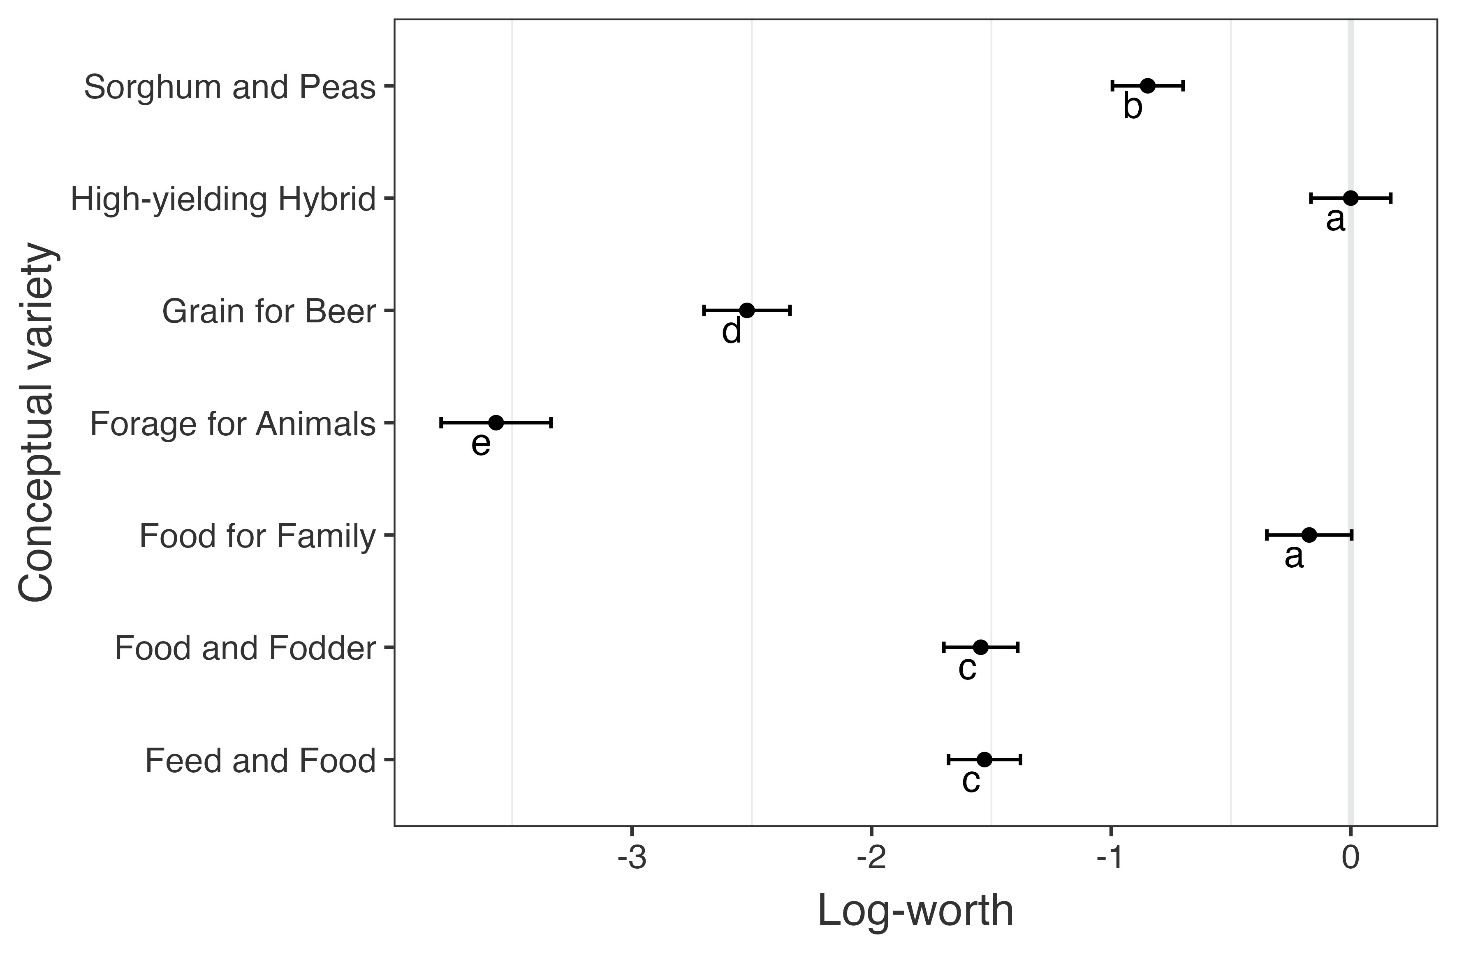 Conceptual variety
Sorghum and Peas
b
High-yielding Hybrid
a
Grain for Beer
d
Forage for Animals
e
Food for Family
a
Food and Fodder
c
Feed and Food
c
-3 -2 -1 0
Log-worth